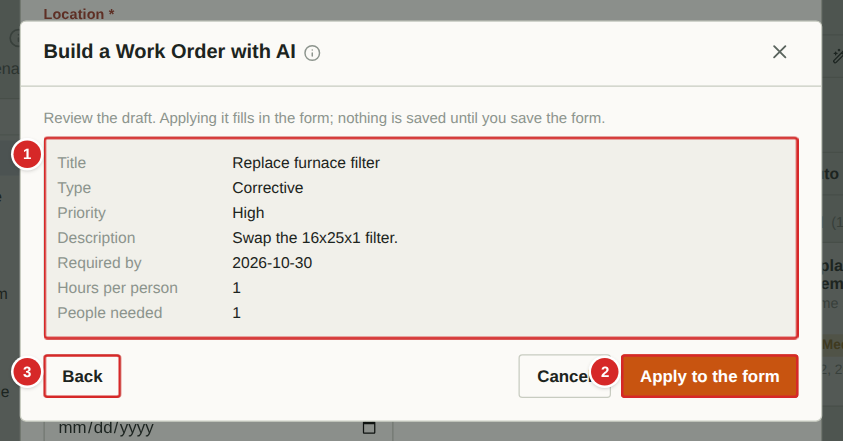 Location *
Build a Work Order with AI
Review the draft. Applying it fills in the form; nothing is saved until you save the form.
1
Title Replace furnace filter
Type Corrective
Priority High
Description Swap the 16x25x1 filter.
Required by 2026-10-30
Hours per person 1
People needed 1
3 Back Cancel 2 Apply to the form
mm/dd/yyyy